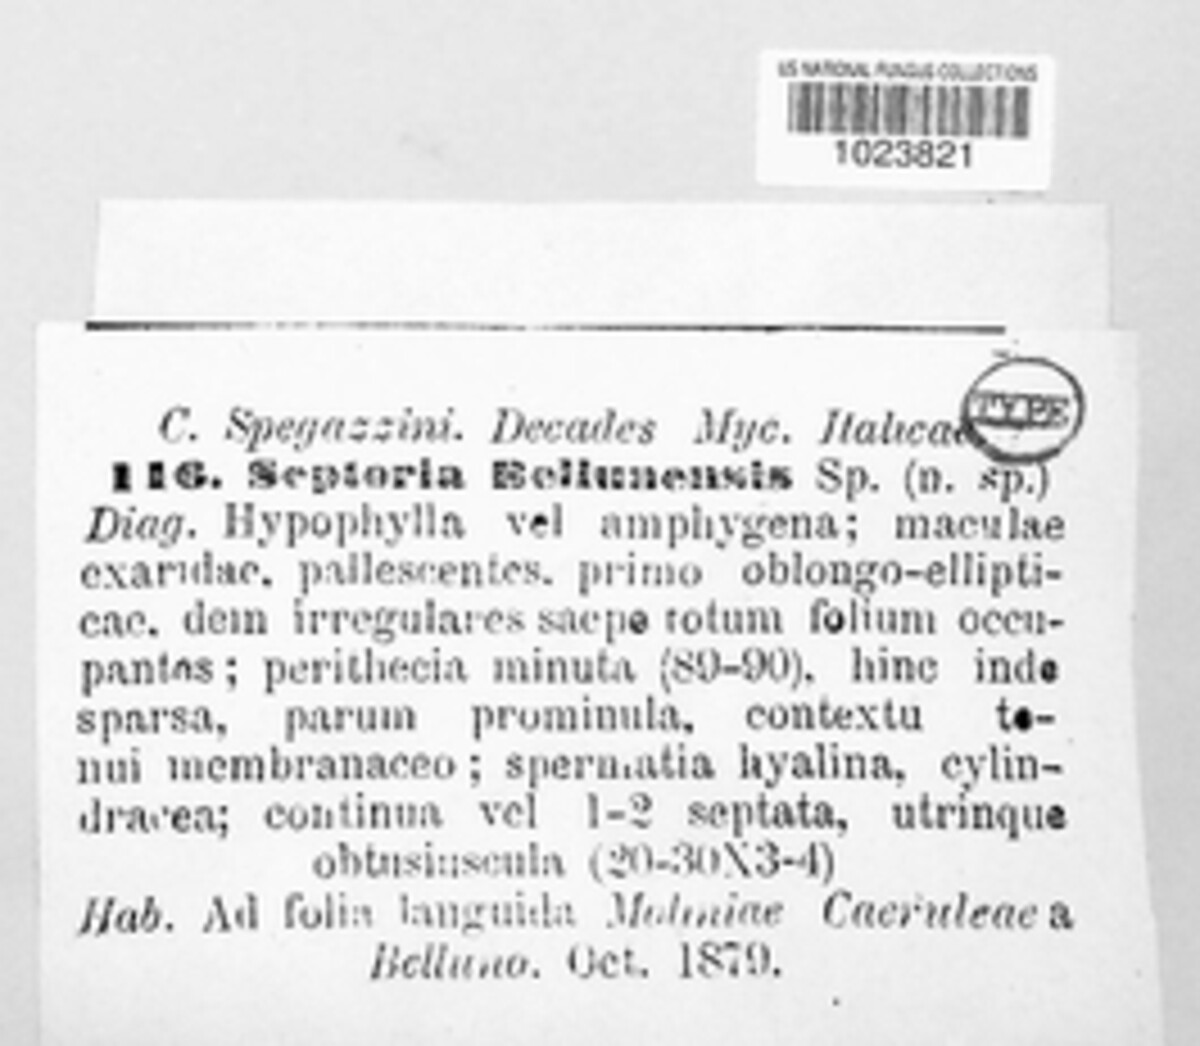 US NATIONAL FUNGUS COLLECTIONS
1023821
TYPE
C. Spegazzini. Decades Myc. Italicae
116. Septoria Bellunensis Sp. (n. sp.)
Diag. Hypophylla vel amphygena; maculae
exaridae, pallescentes, primo oblongo-ellipti-
cae, dein irregulares saepe totum folium occu-
pantes; perithecia minuta (89-90), hinc inde
sparsa, parum prominula, contextu te-
nui membranaceo; spermatia hyalina, cylin-
dracea; continua vel 1-2 septata, utrinque
obtusiuscula (20-30X3-4)
Hab. Ad folia languida Moliniae Caeruleae a
Belluno. Oct. 1879.